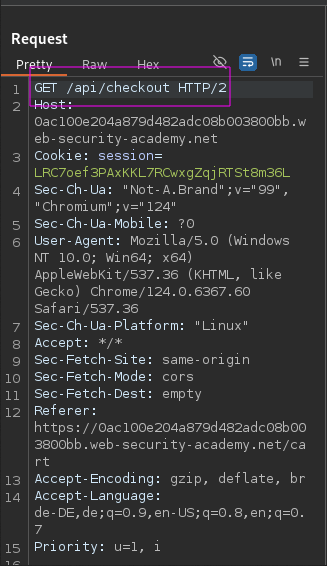 Request
Pretty Raw Hex \n
1 GET /api/checkout HTTP/2
2 Host:
0ac100e204a879d482adc08b003800bb.w
eb-security-academy.net
3 Cookie: session=
LRC7oef3PAxKKL7RCwxgZqjRTSt8m36L
4 Sec-Ch-Ua: "Not-A.Brand";v="99",
"Chromium";v="124"
5 Sec-Ch-Ua-Mobile: ?0
6 User-Agent: Mozilla/5.0 (Windows
NT 10.0; Win64; x64)
AppleWebKit/537.36 (KHTML, like
Gecko) Chrome/124.0.6367.60
Safari/537.36
7 Sec-Ch-Ua-Platform: "Linux"
8 Accept: */*
9 Sec-Fetch-Site: same-origin
10 Sec-Fetch-Mode: cors
11 Sec-Fetch-Dest: empty
12 Referer:
https://0ac100e204a879d482adc08b00
3800bb.web-security-academy.net/ca
rt
13 Accept-Encoding: gzip, deflate, br
14 Accept-Language:
de-DE,de;q=0.9,en-US;q=0.8,en;q=0.
7
15 Priority: u=1, i
16